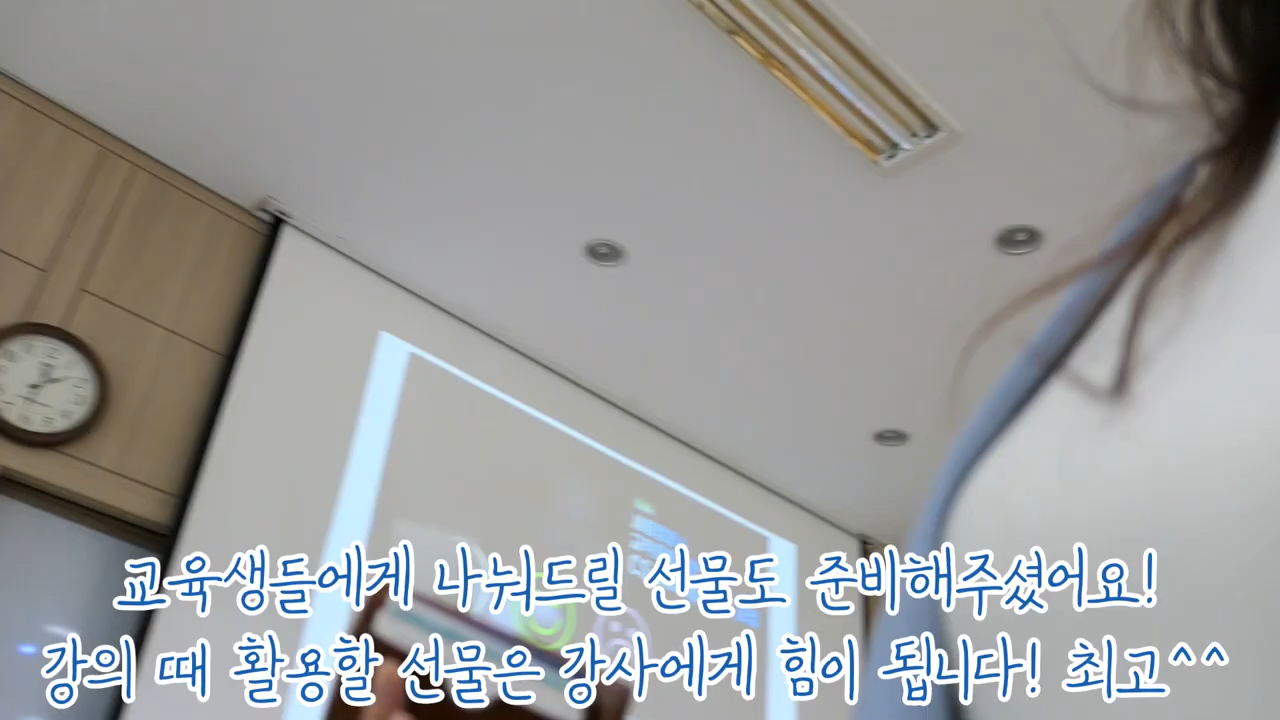 교육생들에게 나눠드릴 선물도 준비해주셨어요!
강의 때 활용할 선물은 강사에게 힘이 됩니다! 최고^^